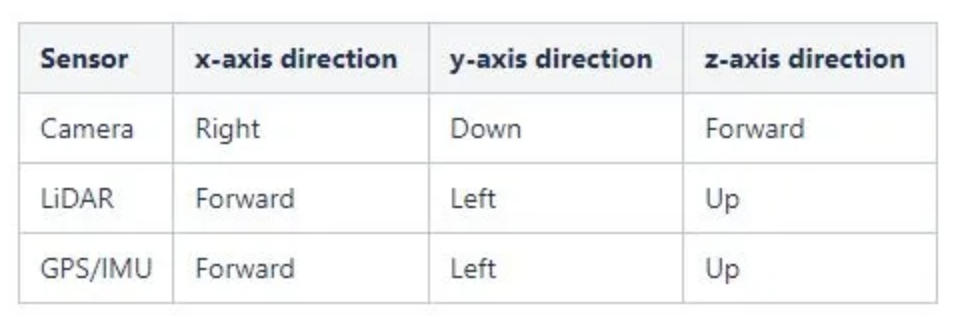 Sensor x-axis direction y-axis direction z-axis direction
Camera Right Down Forward
LiDAR Forward Left Up
GPS/IMU Forward Left Up